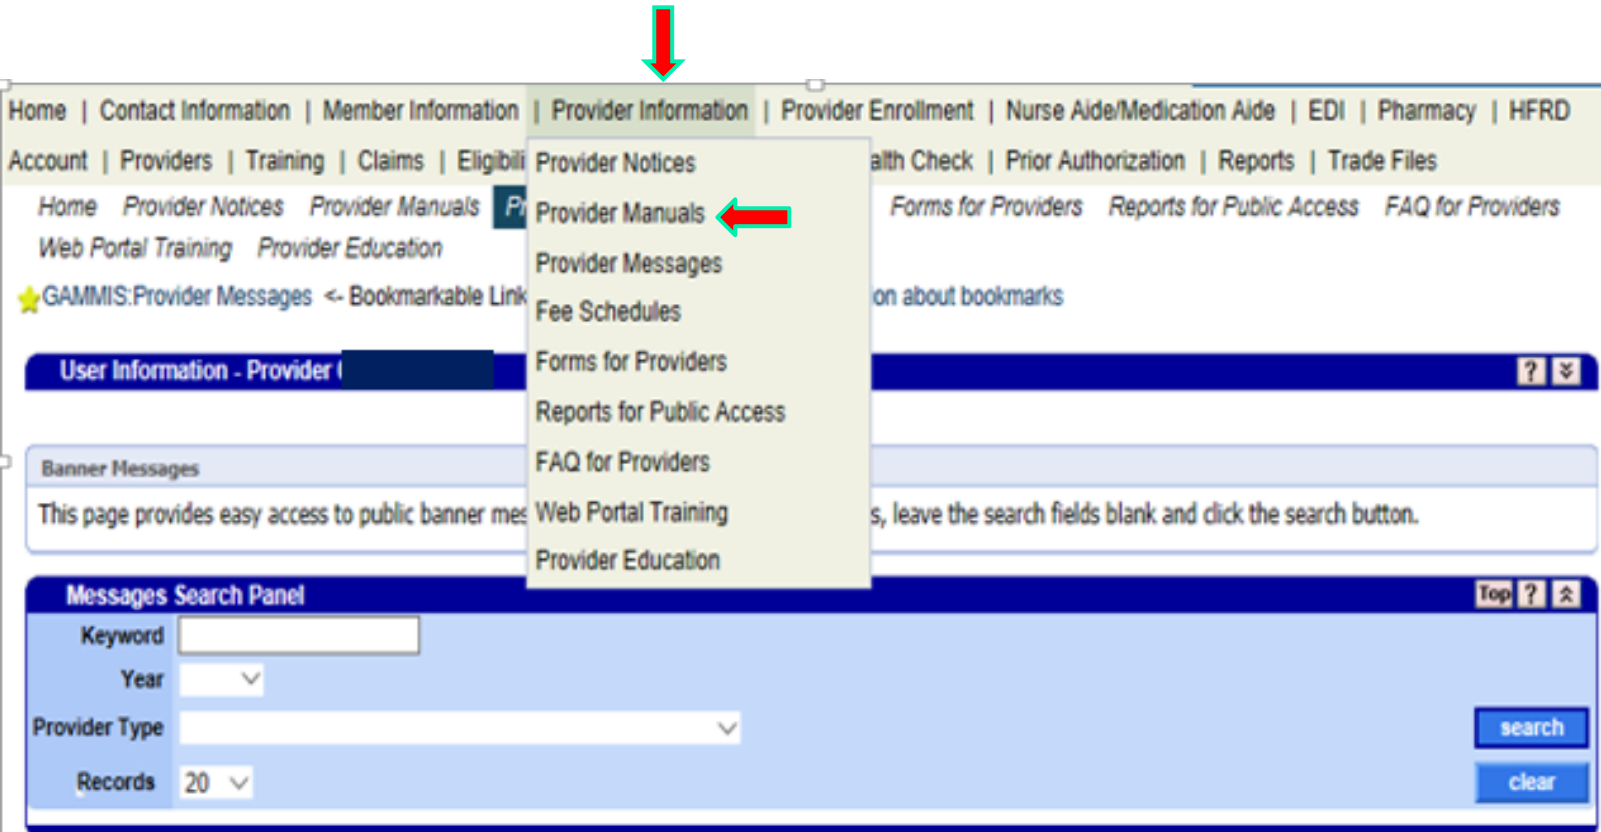 Home | Contact Information | Member Information | Provider Information | Provider Enrollment | Nurse Aide/Medication Aide | EDI | Pharmacy | HFRD
Account | Providers | Training | Claims | Health Check | Prior Authorization | Reports | Trade Files
Home Provider Notices Provider Manuals Forms for Providers Reports for Public Access FAQ for Providers
Web Portal Training Provider Education
GAMMIS:Provider Messages <- Bookmarkable Link about bookmarks
Provider Notices
Provider Manuals
Provider Messages
Fee Schedules
Forms for Providers
Reports for Public Access
FAQ for Providers
Web Portal Training
Provider Education
User Information - Provider
? 
Banner Messages
This page provides easy access to public banner leave the search fields blank and click the search button.
Messages Search Panel
Top ?
Keyword
Year
Provider Type
search
Records 20
clear